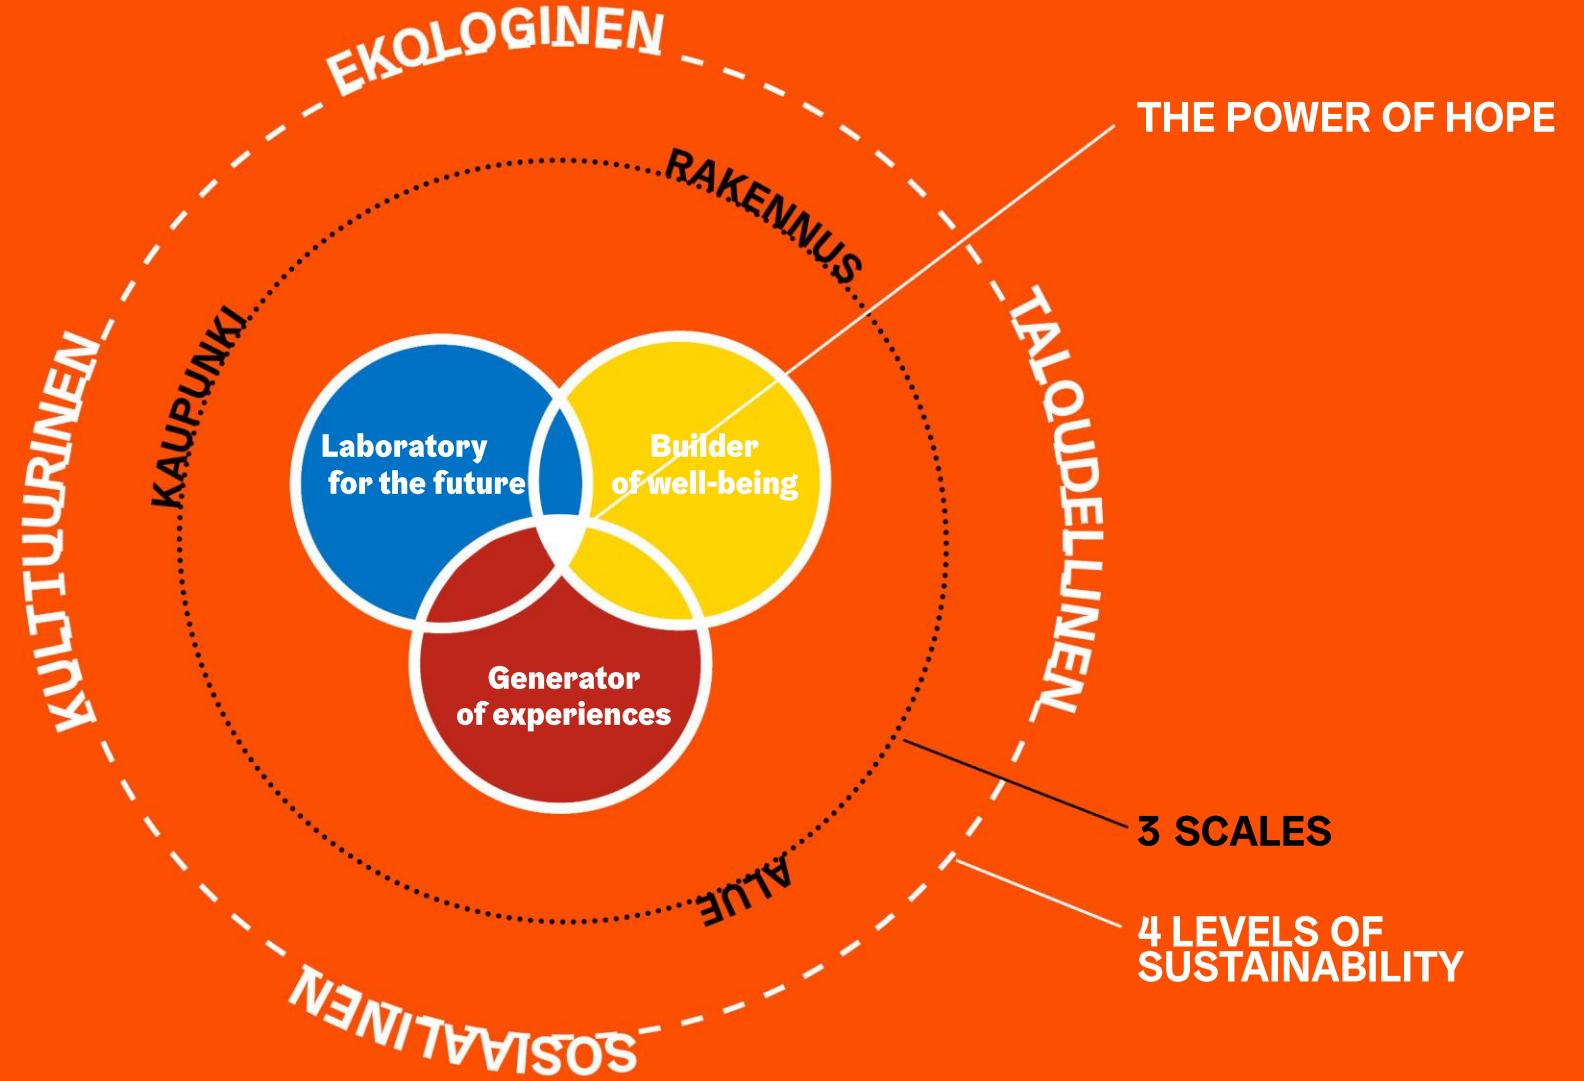 EKOLOGINEN
THE POWER OF HOPE
RAKENNUS
TALOUDELLINEN
KAUPUNKI
KULTTUURINEN
Laboratory
for the future
Builder
of well-being
Generator
of experiences
3 SCALES
ALUE
4 LEVELS OF
SUSTAINABILITY
SOSIAALINEN